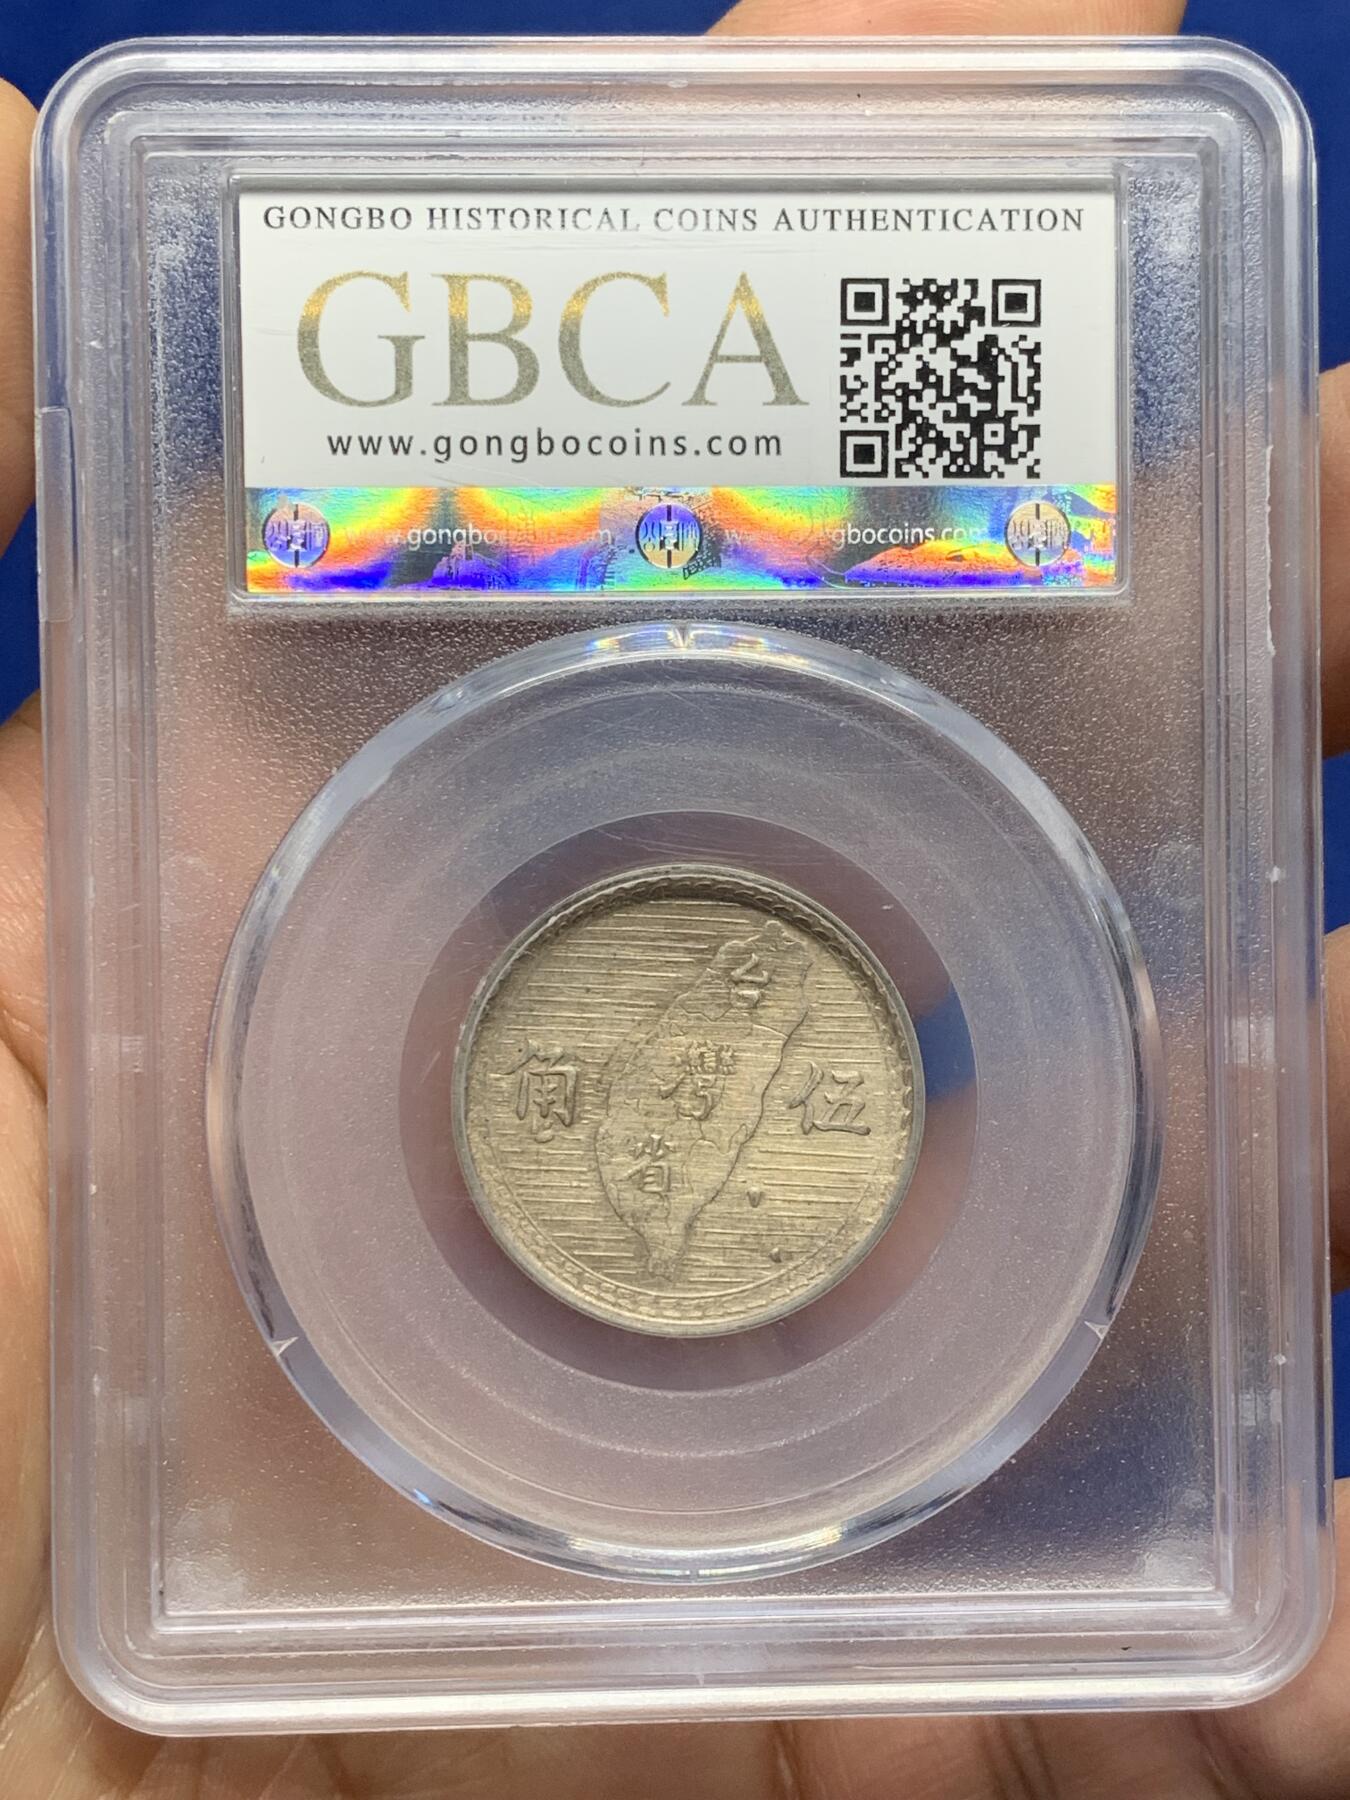 GONGBO HISTORICAL COINS AUTHENTICATION
GBCA
www.gongbocoins.com
台
伍 灣 角
省